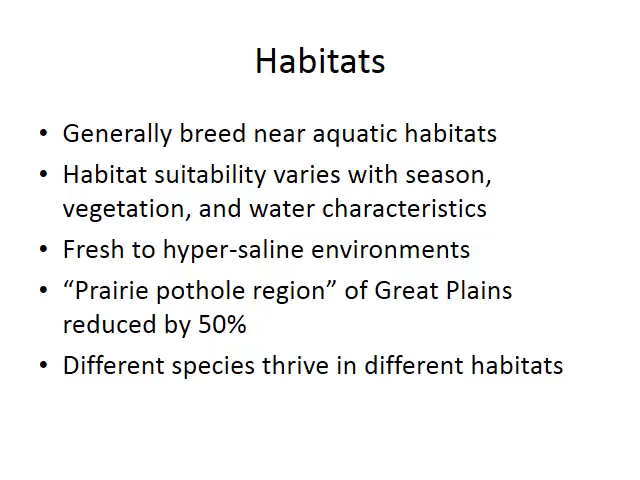 Habitats
• Generally breed near aquatic habitats
• Habitat suitability varies with season,
vegetation, and water characteristics
• Fresh to hyper-saline environments
• “Prairie pothole region” of Great Plains
reduced by 50%
• Different species thrive in different habitats